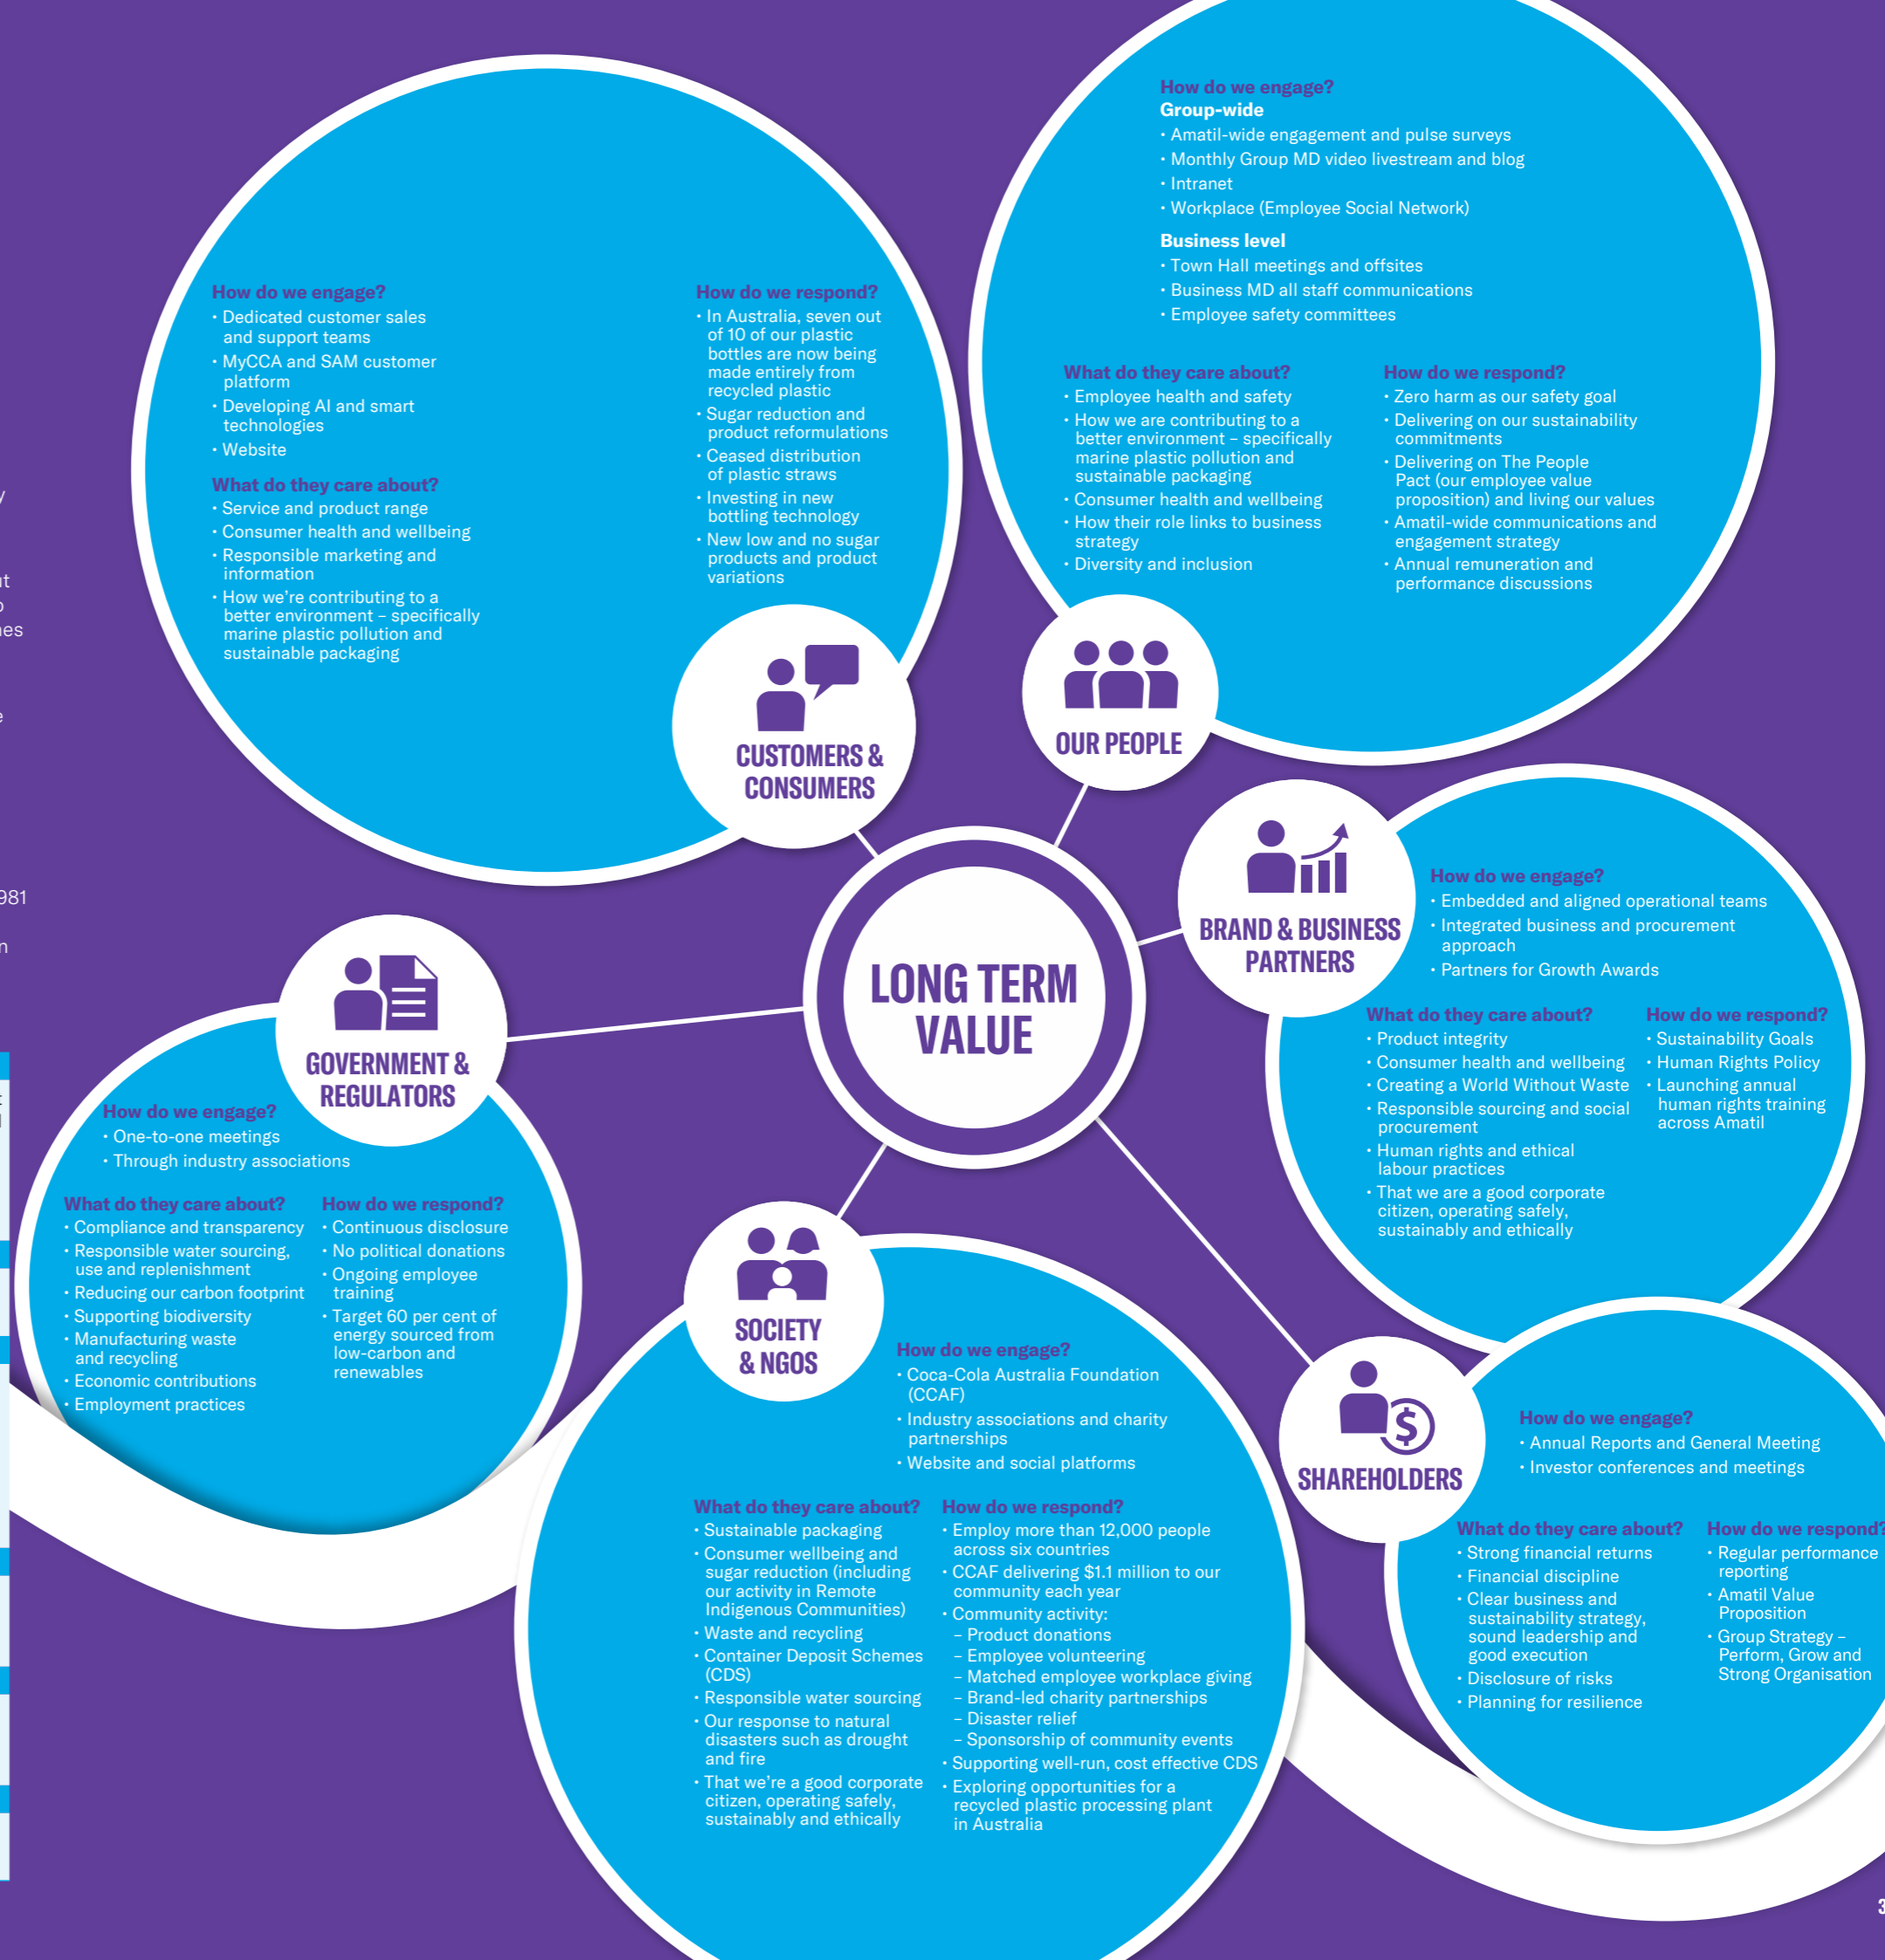 How do we engage?
• Dedicated customer sales
and support teams
• MyCCA and SAM customer
platform
• Developing AI and smart
technologies
• Website
What do they care about?
• Service and product range
• Consumer health and wellbeing
• Responsible marketing and
information
• How we're contributing to a
better environment – specifically
marine plastic pollution and
sustainable packaging
How do we respond?
• In Australia, seven out
of 10 of our plastic
bottles are now being
made entirely from
recycled plastic
• Sugar reduction and
product reformulations
• Ceased distribution
of plastic straws
• Investing in new
bottling technology
• New low and no sugar
products and product
variations
CUSTOMERS &
CONSUMERS
How do we engage?
Group-wide
• Amatil-wide engagement and pulse surveys
• Monthly Group MD video livestream and blog
• Intranet
• Workplace (Employee Social Network)
Business level
• Town Hall meetings and offsites
• Business MD all staff communications
• Employee safety committees
What do they care about?
• Employee health and safety
• How we are contributing to a
better environment – specifically
marine plastic pollution and
sustainable packaging
• Consumer health and wellbeing
• How their role links to business
strategy
• Diversity and inclusion
How do we respond?
• Zero harm as our safety goal
• Delivering on our sustainability
commitments
• Delivering on The People
Pact (our employee value
proposition) and living our values
• Amatil-wide communications and
engagement strategy
• Annual remuneration and
performance discussions
OUR PEOPLE
BRAND & BUSINESS
PARTNERS
How do we engage?
• Embedded and aligned operational teams
• Integrated business and procurement
approach
• Partners for Growth Awards
What do they care about?
• Product integrity
• Consumer health and wellbeing
• Creating a World Without Waste
• Responsible sourcing and social
procurement
• Human rights and ethical
labour practices
• That we are a good corporate
citizen, operating safely,
sustainably and ethically
How do we respond?
• Sustainability Goals
• Human Rights Policy
• Launching annual
human rights training
across Amatil
LONG TERM
VALUE
GOVERNMENT &
REGULATORS
How do we engage?
• One-to-one meetings
• Through industry associations
What do they care about?
• Compliance and transparency
• Responsible water sourcing,
use and replenishment
• Reducing our carbon footprint
• Supporting biodiversity
• Manufacturing waste
and recycling
• Economic contributions
• Employment practices
How do we respond?
• Continuous disclosure
• No political donations
• Ongoing employee
training
• Target 60 per cent of
energy sourced from
low-carbon and
renewables
SOCIETY
& NGOS
How do we engage?
• Coca-Cola Australia Foundation
(CCAF)
• Industry associations and charity
partnerships
• Website and social platforms
What do they care about?
• Sustainable packaging
• Consumer wellbeing and
sugar reduction (including
our activity in Remote
Indigenous Communities)
• Waste and recycling
• Container Deposit Schemes
(CDS)
• Responsible water sourcing
• Our response to natural
disasters such as drought
and fire
• That we're a good corporate
citizen, operating safely,
sustainably and ethically
How do we respond?
• Employ more than 12,000 people
across six countries
• CCAF delivering $1.1 million to our
community each year
• Community activity:
– Product donations
– Employee volunteering
– Matched employee workplace giving
– Brand-led charity partnerships
– Disaster relief
– Sponsorship of community events
• Supporting well-run, cost effective CDS
• Exploring opportunities for a
recycled plastic processing plant
in Australia
SHAREHOLDERS
How do we engage?
• Annual Reports and General Meeting
• Investor conferences and meetings
What do they care about?
• Strong financial returns
• Financial discipline
• Clear business and
sustainability strategy,
sound leadership and
good execution
• Disclosure of risks
• Planning for resilience
How do we respond?
• Regular performance
reporting
• Amatil Value
Proposition
• Group Strategy –
Perform, Grow and
Strong Organisation